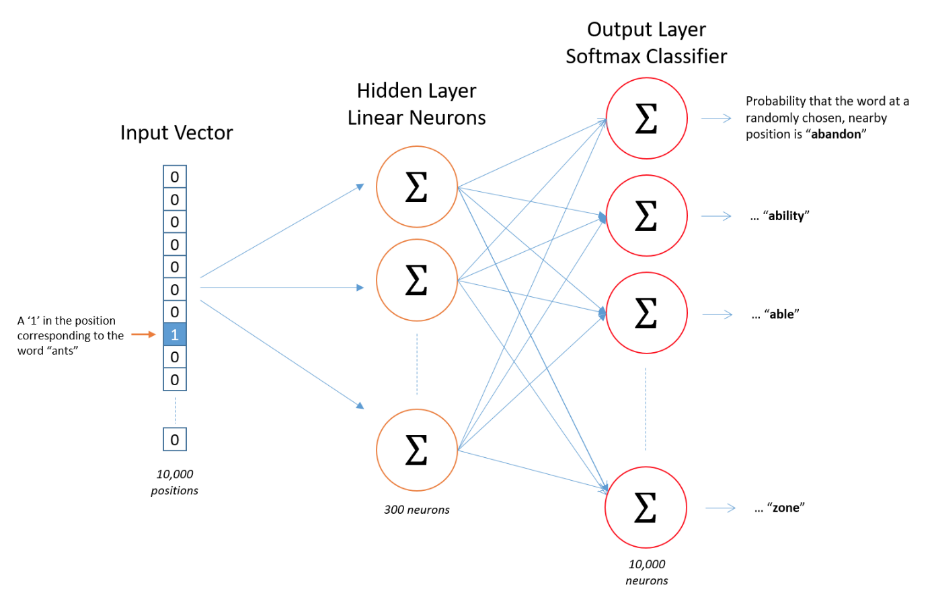 Output Layer
Softmax Classifier
Hidden Layer
Linear Neurons
Input Vector
0
0
0
0
0
0
0
1
0
0
0
A ‘1’ in the position
corresponding to the
word “ants”
10,000
positions
Σ
Σ
Σ
300 neurons
Σ
Σ
Σ
Σ
10,000
neurons
Probability that the word at a
randomly chosen, nearby
position is “abandon”
... “ability”
... “able”
... “zone”